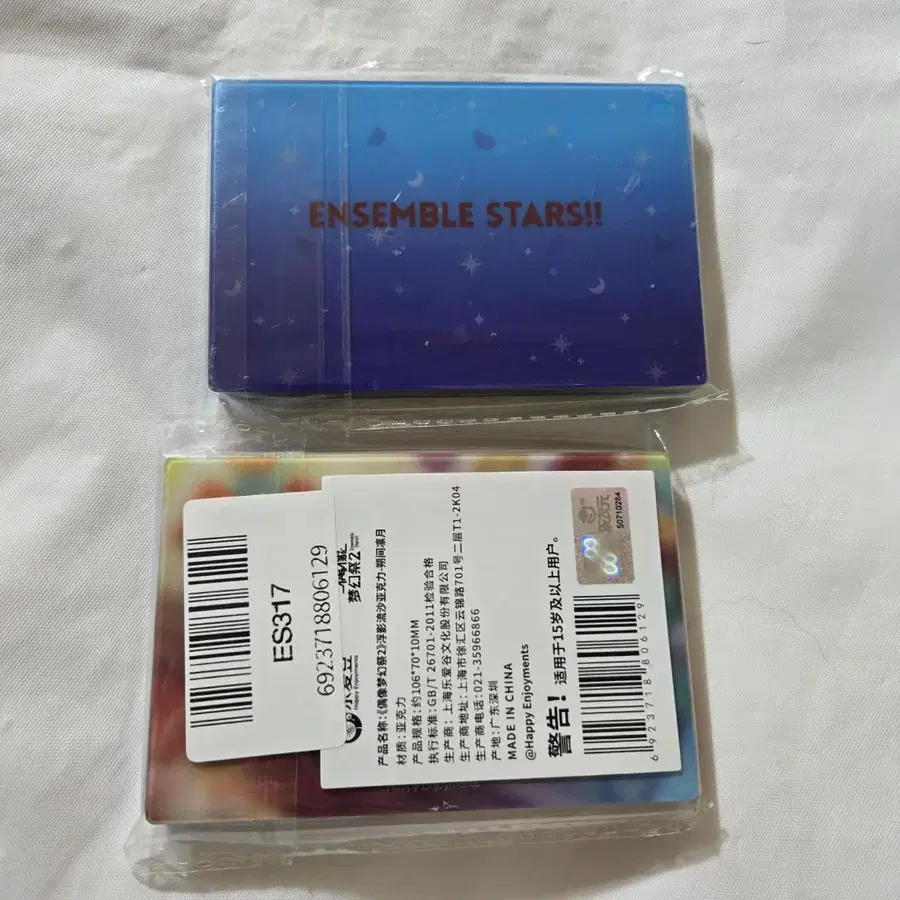 ENSEMBLE STARS!!
ES317
6923718806129
梦幻祭2
Happy Enjoyments
产品名称:《偶像梦幻祭2》浮影流沙亚克力-朔间凛月
材质:亚克力
产品规格:约106*70*10MM
执行标准:GB/T 26701-2011检验合格
生产商:上海乐爱谷文化股份有限公司
生产商地址:上海市徐汇区云锦路701号二层T1-2K04
生产商电话:021-35966866
产地:广东深圳
MADE IN CHINA
@Happy Enjoyments
警告!适用于15岁及以上用户。
50710264
6923718806129